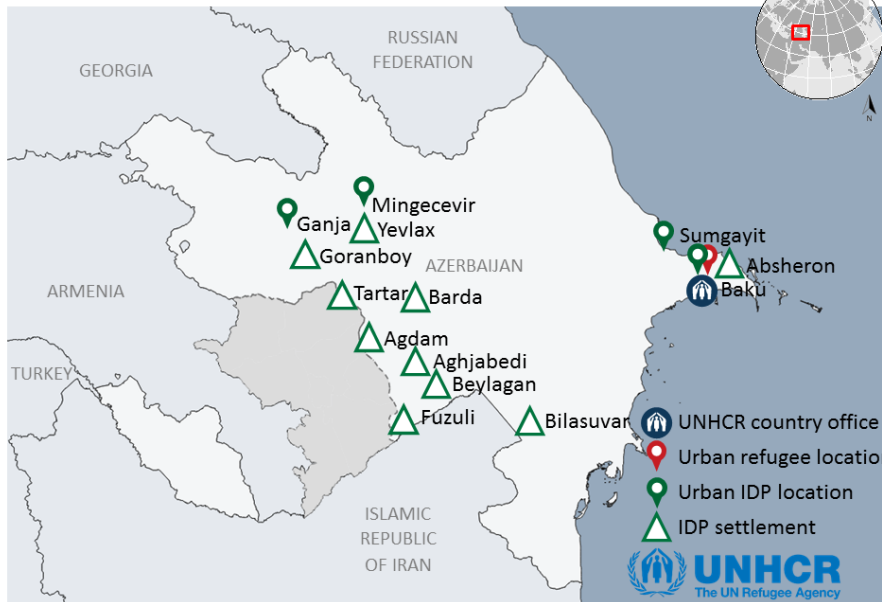 RUSSIAN
FEDERATION
GEORGIA
N
Mingecevir
Ganja
Yevlax
Sumgayit
Goranboy
AZERBAIJAN
Absheron
ARMENIA
Tartar
Barda
Baku
Agdam
Aghjabedi
TURKEY
Beylagan
Fuzuli
Bilasuvar
UNHCR country office
Urban refugee locatio
Urban IDP location
ISLAMIC
REPUBLIC
OF IRAN
IDP settlement
UNHCR
The UN Refugee Agency